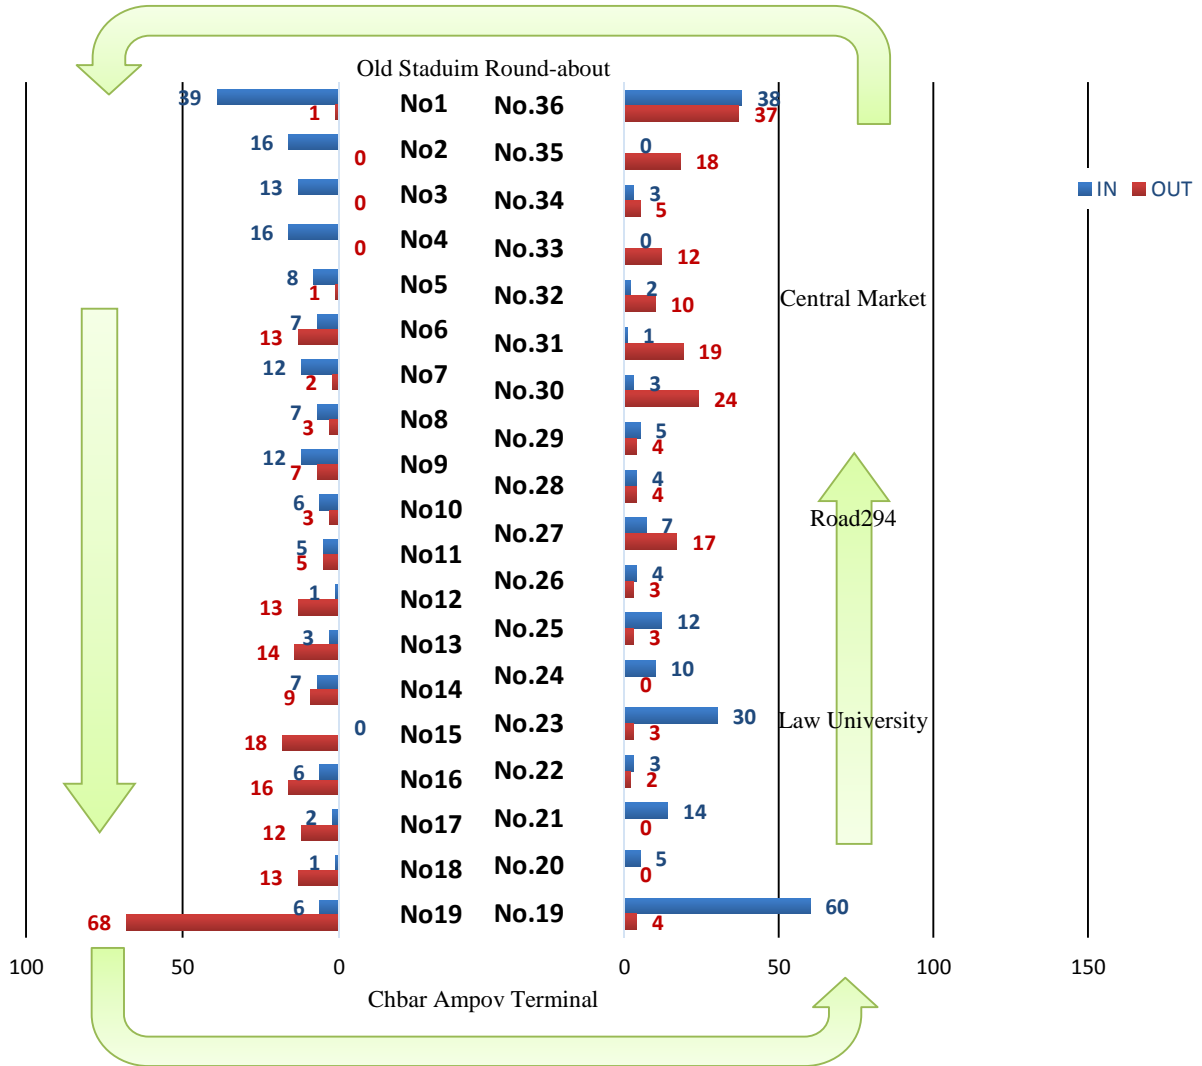 Old Staduim Round-about
39 No1 No.36 38
1 37
16 No2 No.35 0
0 18
13 No3 No.34 3
0 5
16 No4 No.33 0
0 12
8 No5 No.32 2
1 10
Central Market
7 No6 No.31 1
13 19
12 No7 No.30 3
2 24
7 No8 No.29 5
3 4
12 No9 No.28 4
7 4
6 No10 No.27 7
3 17
Road294
5 No11 No.26 4
5 3
1 No12 No.25 12
13 3
3 No13 No.24 10
14 0
7 No14 No.23 30
9 3
Law University
0 No15 No.22 3
18 2
6 No16 No.21 14
16 0
2 No17 No.20 5
12 0
1 No18
13
6 No19 No.19 60
68 4
IN OUT
100 50 0 0 50 100 150
Chbar Ampov Terminal